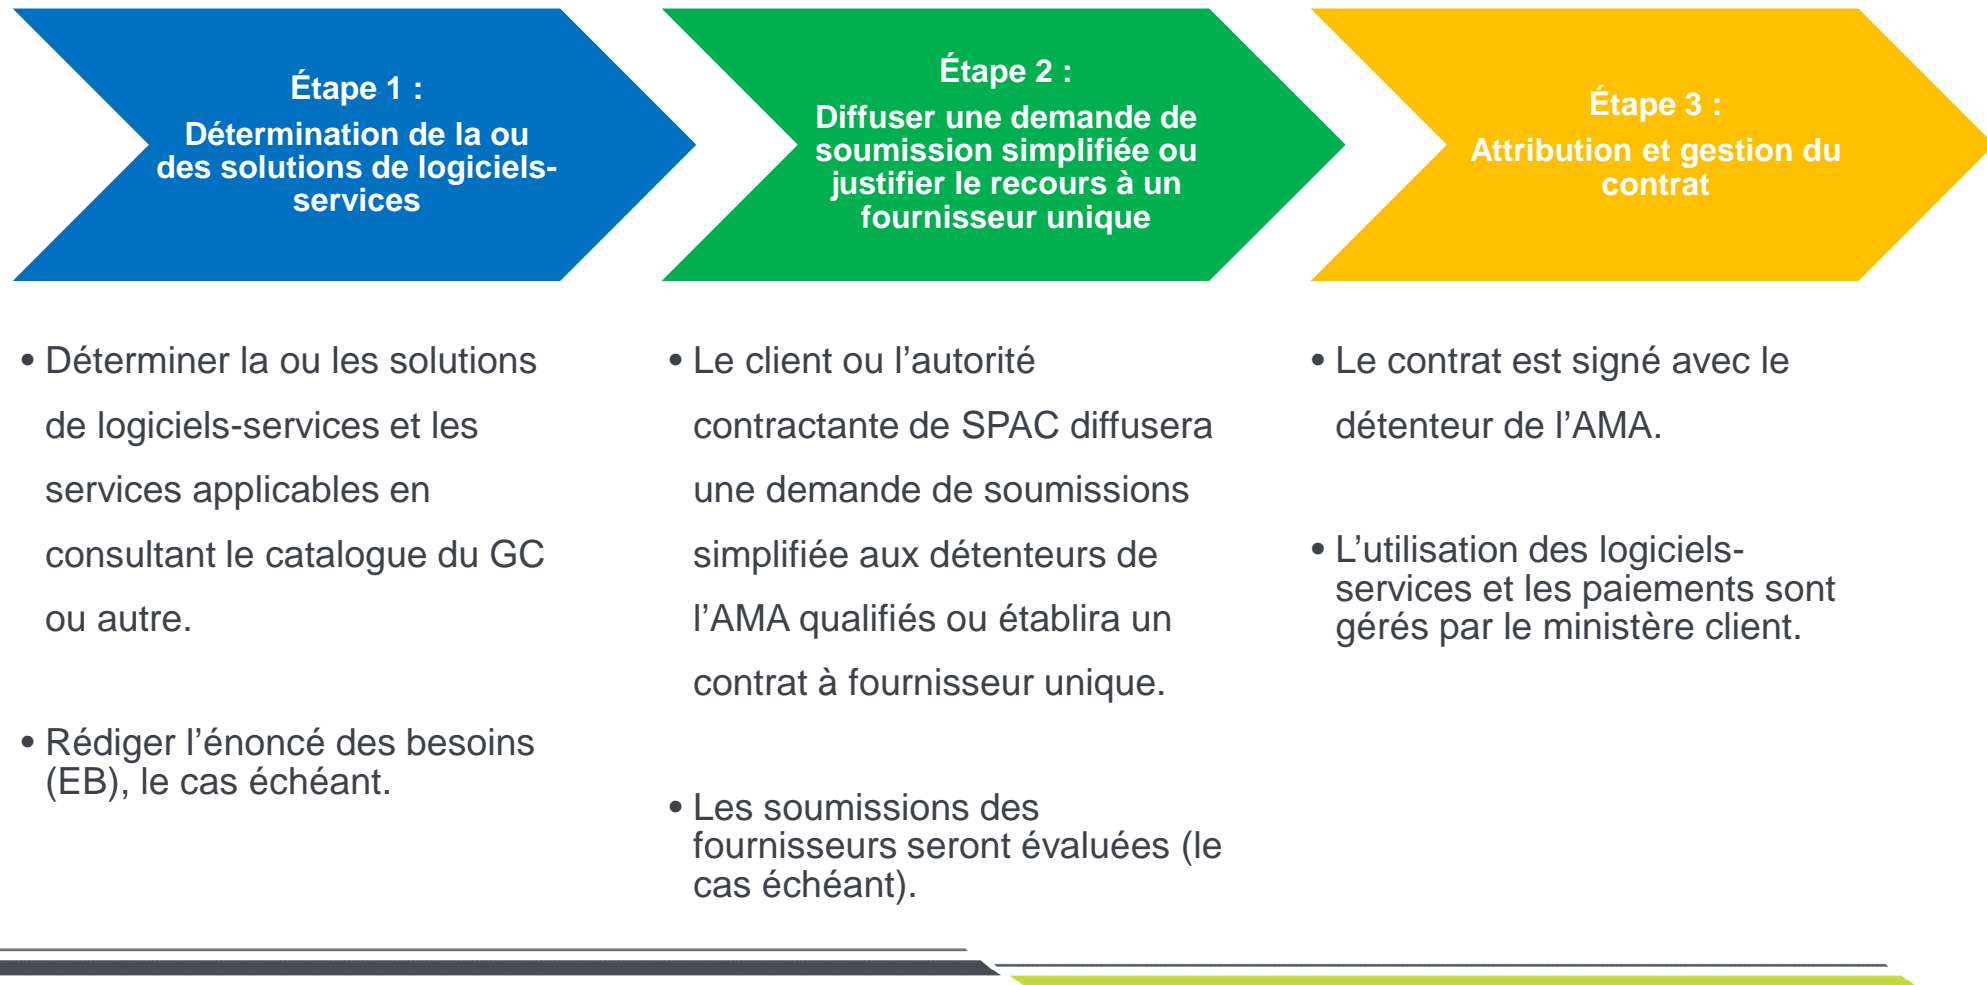 Étape 1 :
Détermination de la ou
des solutions de logiciels-
services
Étape 2 :
Diffuser une demande de
soumission simplifiée ou
justifier le recours à un
fournisseur unique
Étape 3 :
Attribution et gestion du
contrat
• Déterminer la ou les solutions
de logiciels-services et les
services applicables en
consultant le catalogue du GC
ou autre.
• Rédiger l’énoncé des besoins
(EB), le cas échéant.
• Le client ou l’autorité
contractante de SPAC diffusera
une demande de soumissions
simplifiée aux détenteurs de
l’AMA qualifiés ou établira un
contrat à fournisseur unique.
• Les soumissions des
fournisseurs seront évaluées (le
cas échéant).
• Le contrat est signé avec le
détenteur de l’AMA.
• L’utilisation des logiciels-
services et les paiements sont
gérés par le ministère client.